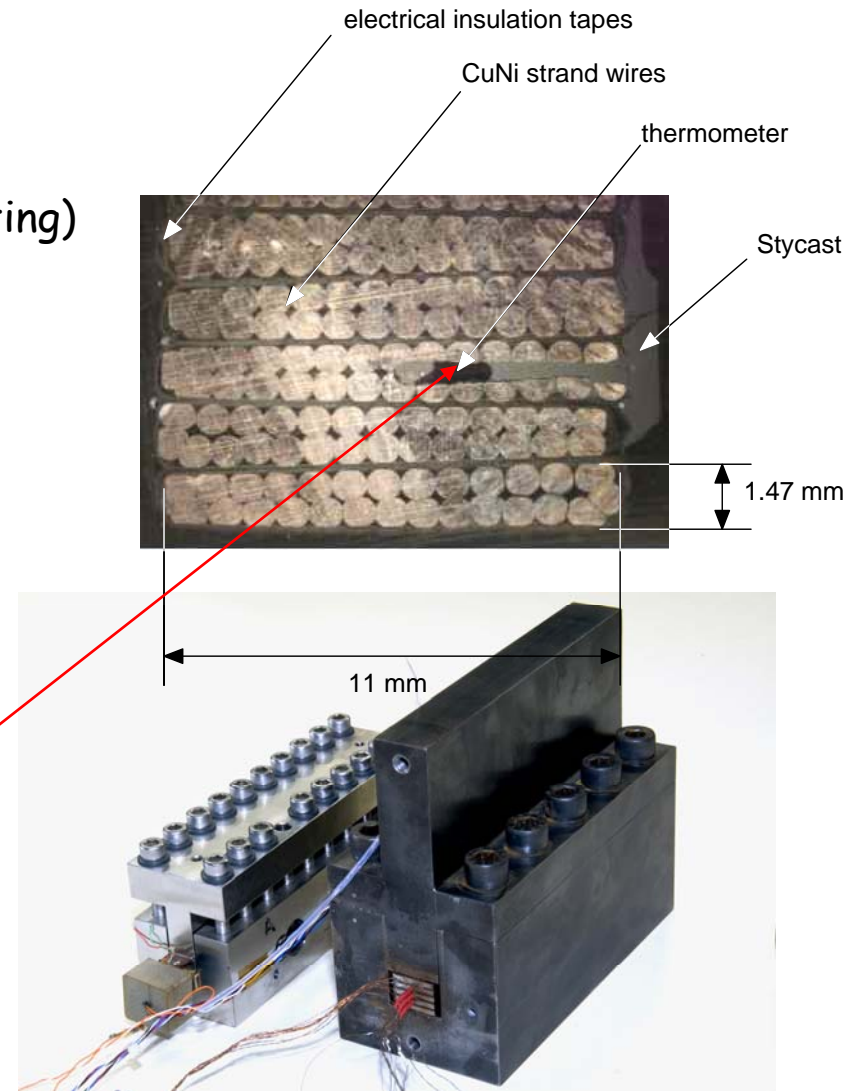 electrical insulation tapes
CuNi strand wires
thermometer
ing)
Stycast
1.47 mm
11 mm